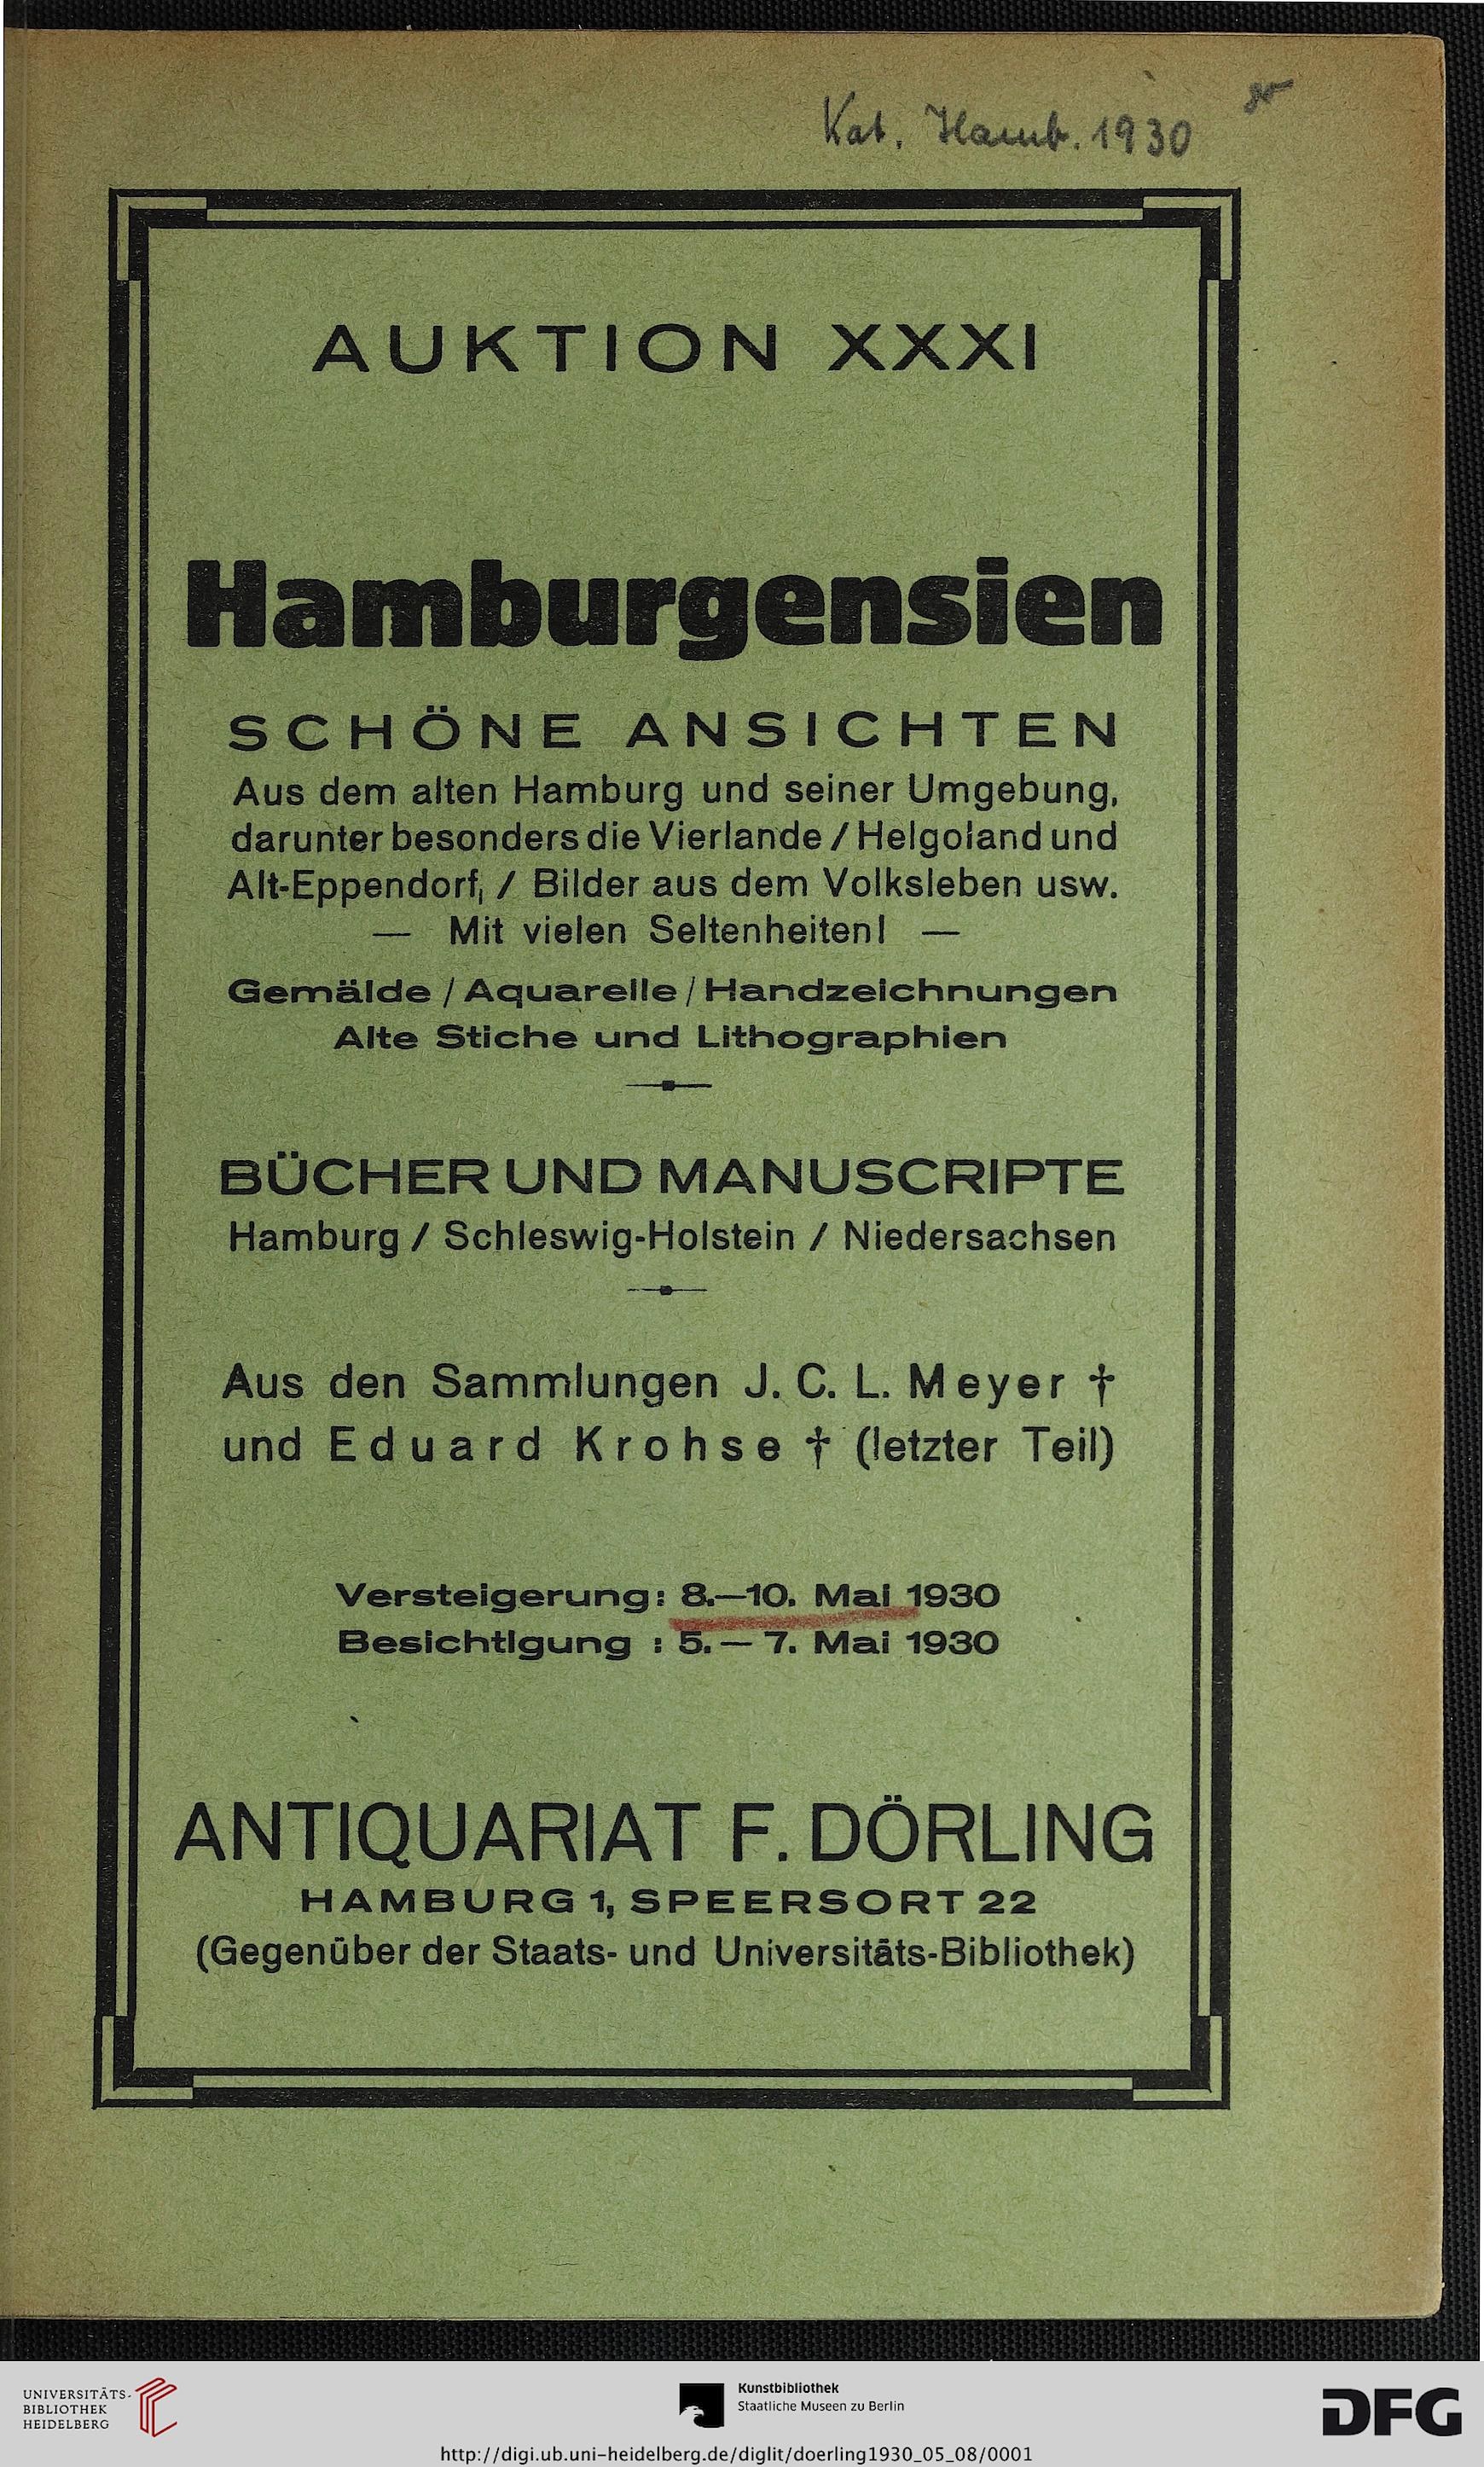 Kat. Hamb. 1930
AUKTION XXXI
Hamburgensien
SCHÖNE ANSICHTEN
Aus dem alten Hamburg und seiner Umgebung,
darunter besonders die Vierlande / Helgoland und
Alt-Eppendorf, / Bilder aus dem Volksleben usw.
— Mit vielen Seltenheiten! —
Gemälde / Aquarelle / Handzeichnungen
Alte Stiche und Lithographien
BÜCHER UND MANUSCRIPTE
Hamburg / Schleswig-Holstein / Niedersachsen
Aus den Sammlungen J. C. L. Meyer †
und Eduard Krohse † (letzter Teil)
Versteigerung: 8.—10. Mai 1930
Besichtigung : 5.— 7. Mai 1930
ANTIQUARIAT F. DÖRLING
HAMBURG 1, SPEERSORT 22
(Gegenüber der Staats- und Universitäts-Bibliothek)
UNIVERSITÄTS-
BIBLIOTHEK
HEIDELBERG
Kunstbibliothek
Staatliche Museen zu Berlin
DFG
http://digi.ub.uni-heidelberg.de/diglit/doerling1930_05_08/0001